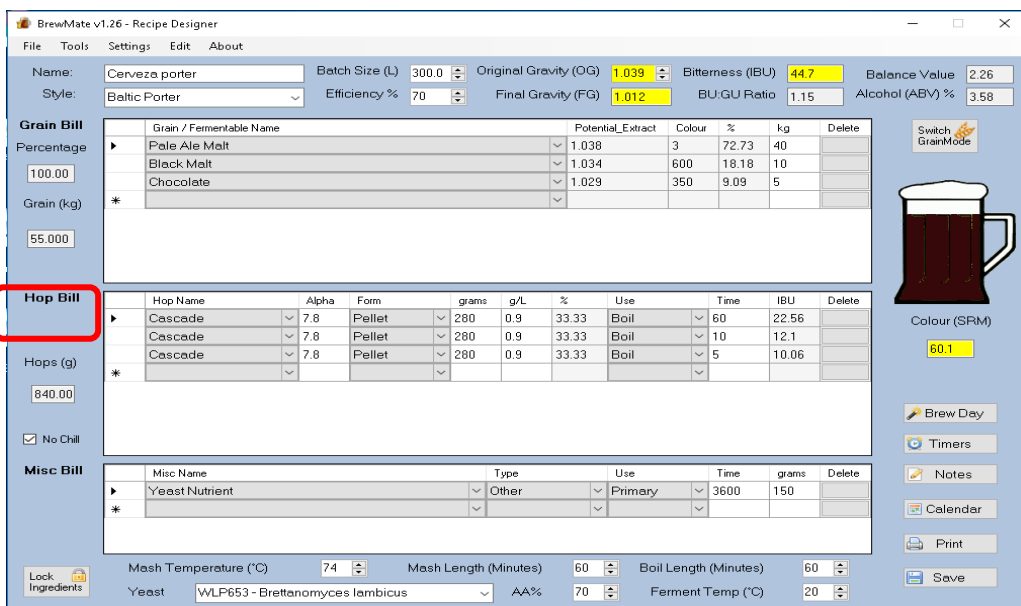 BrewMate v1.26 - Recipe Designer
File Tools Settings Edit About
Name: Cerveza porter Batch Size (L) 300.0 Original Gravity (OG) 1.039 Bitterness (IBU) 44.7 Balance Value 2.26
Style: Baltic Porter Efficiency % 70 Final Gravity (FG) 1.012 BU:GU Ratio 1.15 Alcohol (ABV) % 3.58
Grain Bill
Percentage
100.00
Grain (kg)
55.000
Grain / Fermentable Name Potential_Extract Colour % kg Delete
Pale Ale Malt 1.038 3 72.73 40
Black Malt 1.034 600 18.18 10
Chocolate 1.029 350 9.09 5
Switch
GrainMode
Hop Bill
Hops (g)
840.00
No Chill
Hop Name Alpha Form grams g/L % Use Time IBU Delete
Cascade 7.8 Pellet 280 0.9 33.33 Boil 60 22.56
Cascade 7.8 Pellet 280 0.9 33.33 Boil 10 12.1
Cascade 7.8 Pellet 280 0.9 33.33 Boil 5 10.06
Colour (SRM)
60.1
Brew Day
Timers
Notes
Calendar
Print
Save
Misc Bill
Misc Name Type Use Time grams Delete
Yeast Nutrient Other Primary 3600 150
Lock
Ingredients
Mash Temperature (°C) 74 Mash Length (Minutes) 60 Boil Length (Minutes) 60
Yeast WLP653 - Brettanomyces lambicus AA% 70 Ferment Temp (°C) 20